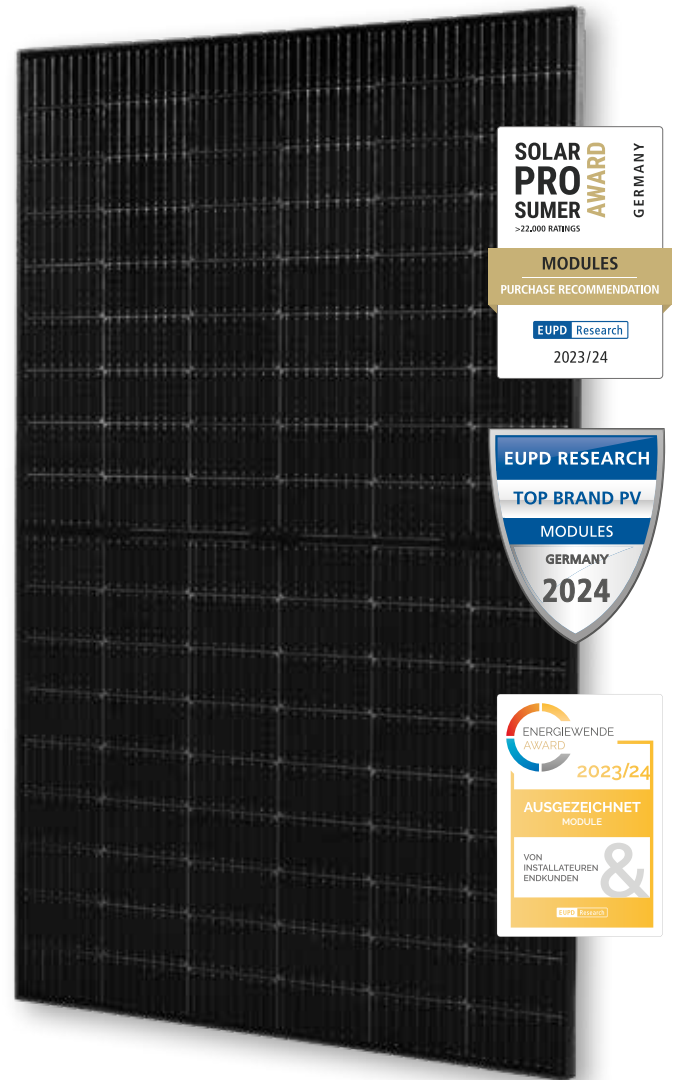 SOLAR
PRO
SUMER
AWARD
GERMANY
>22.000 RATINGS
MODULES
PURCHASE RECOMMENDATION
EUPD Research
2023/24
EUPD RESEARCH
TOP BRAND PV
MODULES
GERMANY
2024
ENERGIEWENDE
AWARD
2023/24
AUSGEZEICHNET
MODULE
VON
INSTALLATEUREN
ENDKUNDEN
&
EUPD Research